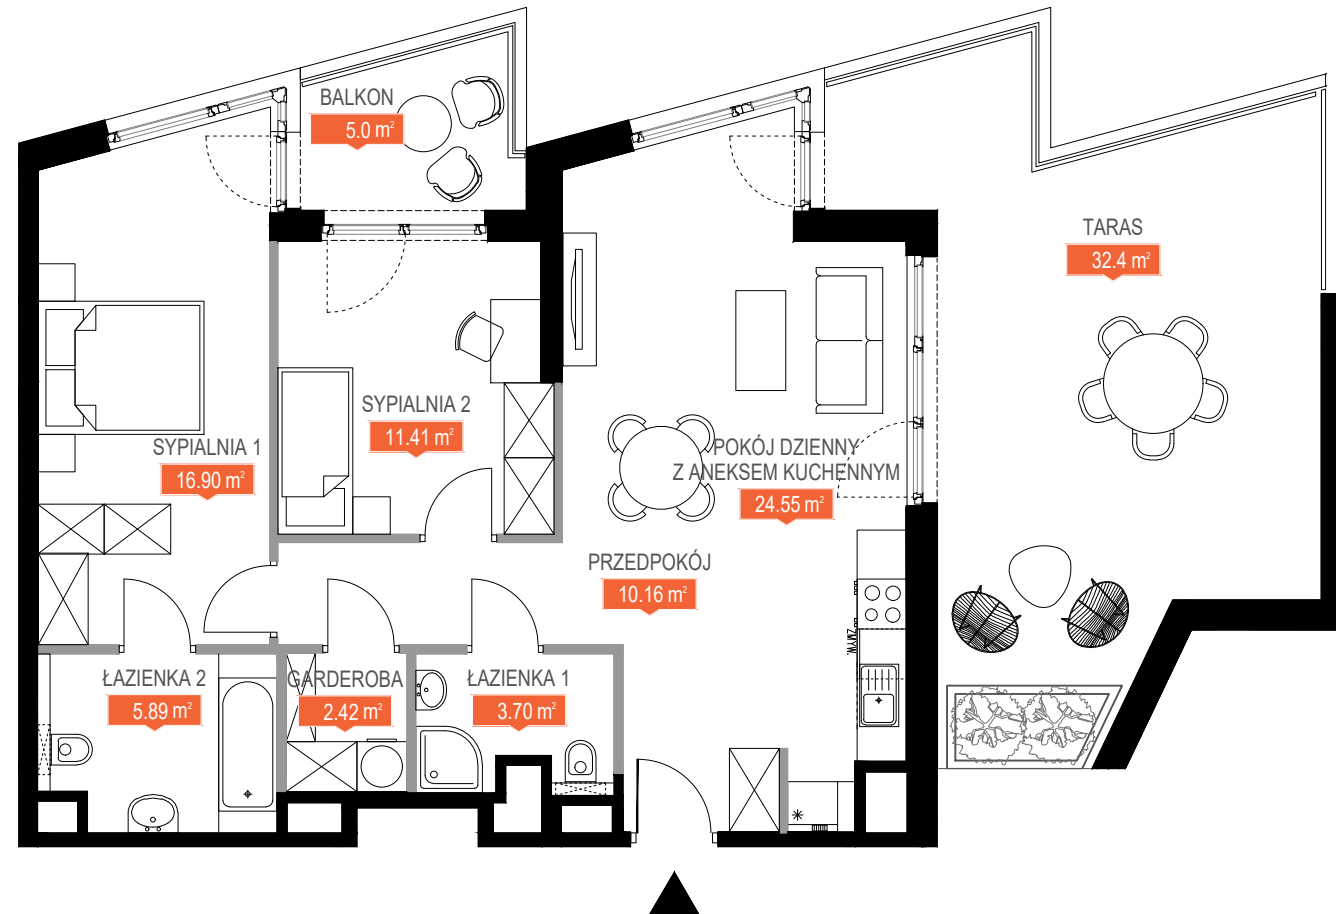 BALKON
5.0 m²
TARAS
32.4 m²
SYPIALNIA 2
11.41 m²
SYPIALNIA 1
16.90 m²
POKÓJ DZIENNY
Z ANEKSEM KUCHENNYM
24.55 m²
PRZEDPOKÓJ
10.16 m²
ZMYW.
ŁAZIENKA 2
5.89 m²
GARDEROBA
2.42 m²
ŁAZIENKA 1
3.70 m²